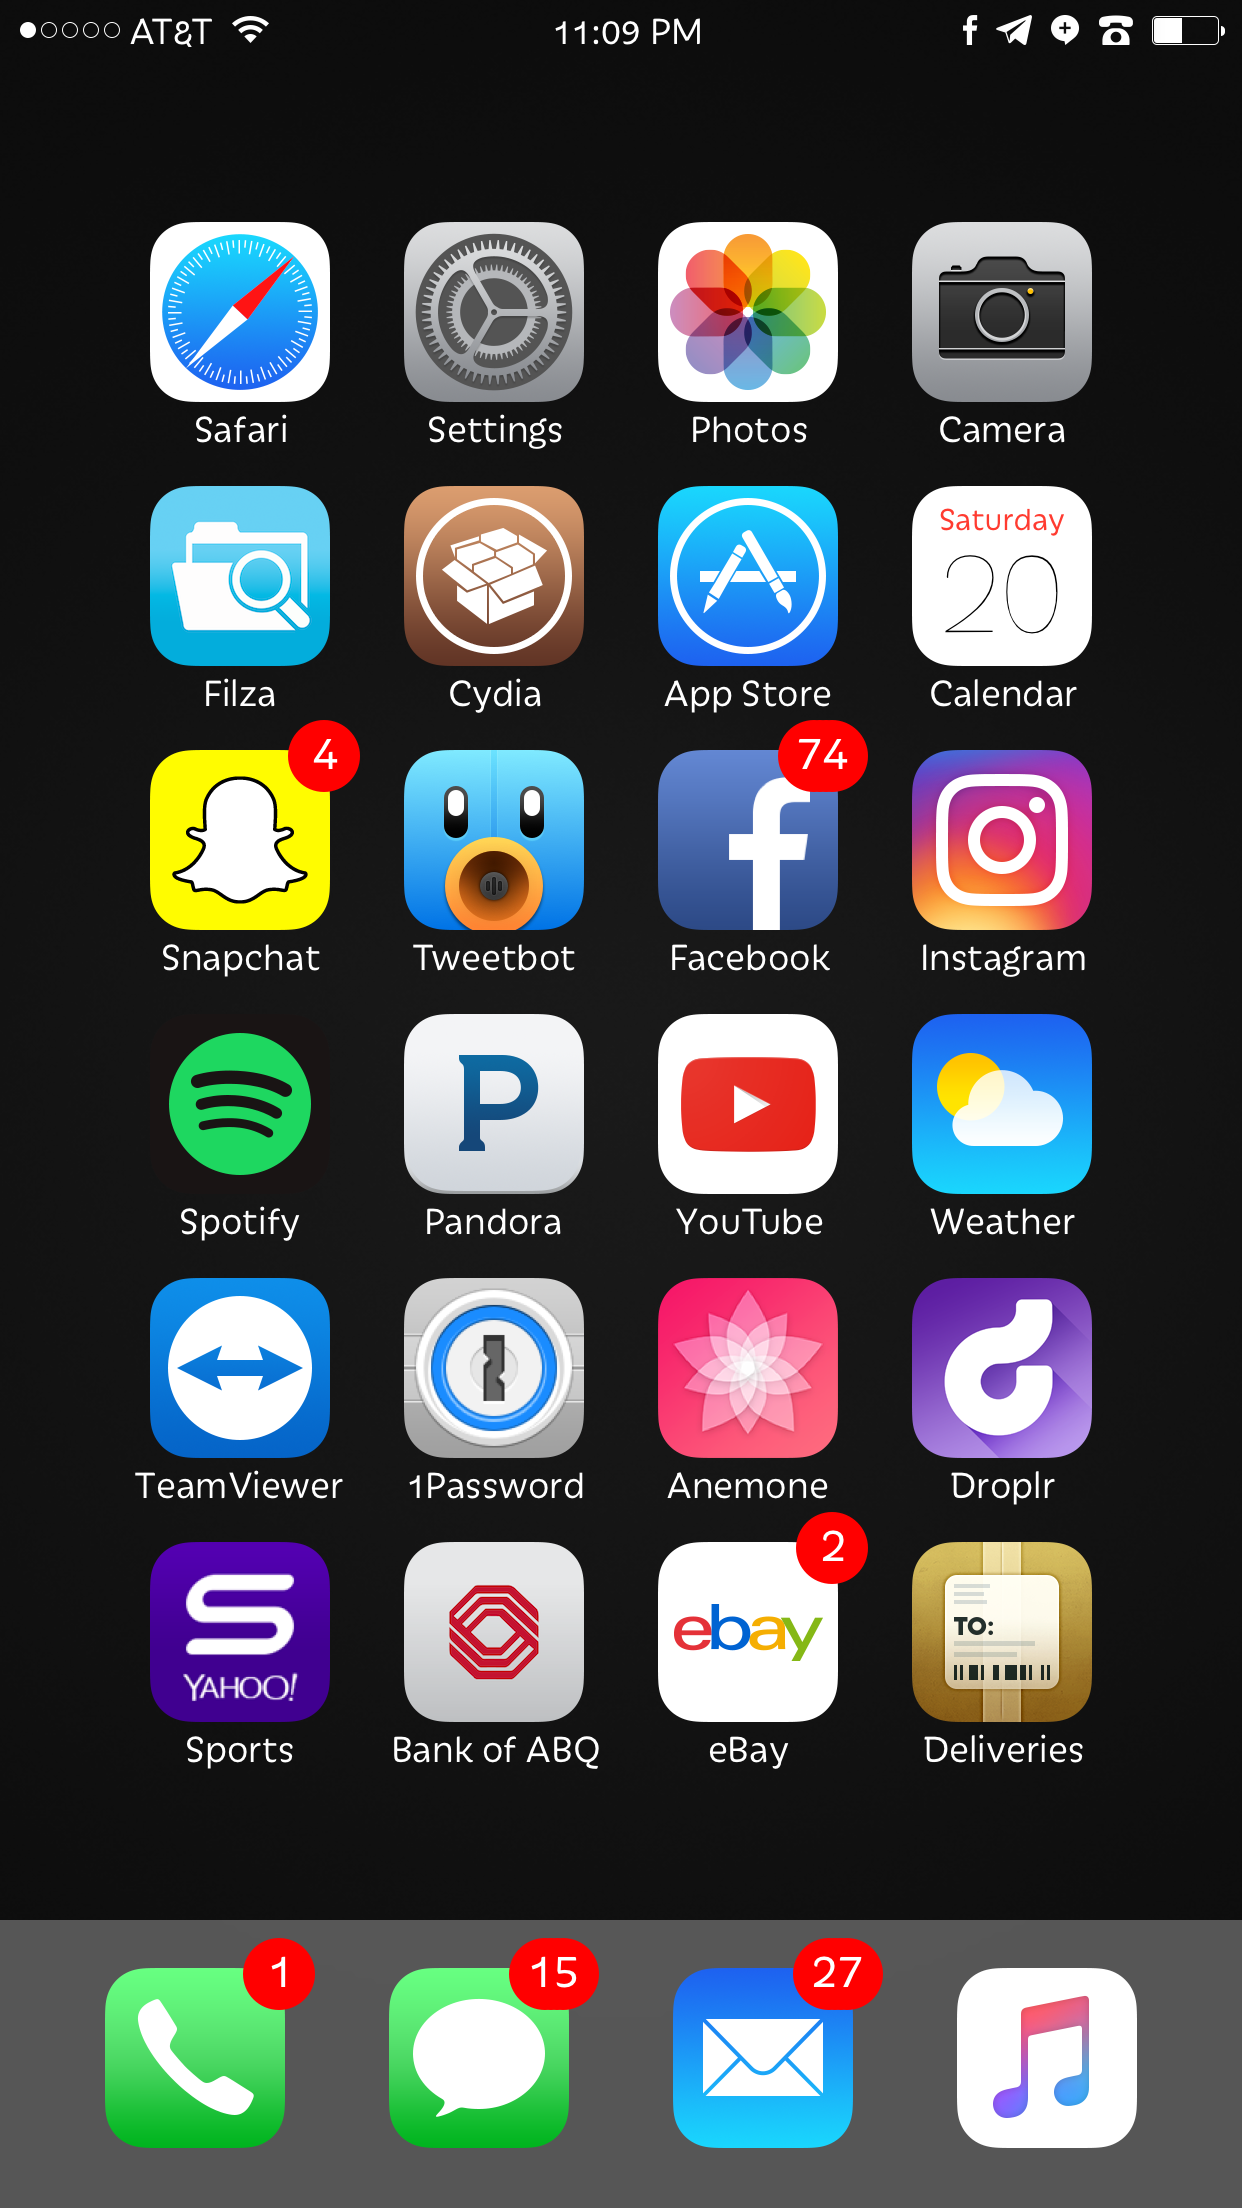 AT&T 11:09 PM
Safari Settings Photos Camera
Saturday
20
Filza Cydia App Store Calendar
4 74
Snapchat Tweetbot Facebook Instagram
Spotify Pandora YouTube Weather
TeamViewer 1Password Anemone Droplr
2
ebay TO:
YAHOO!
Sports Bank of ABQ eBay Deliveries
1 15 27